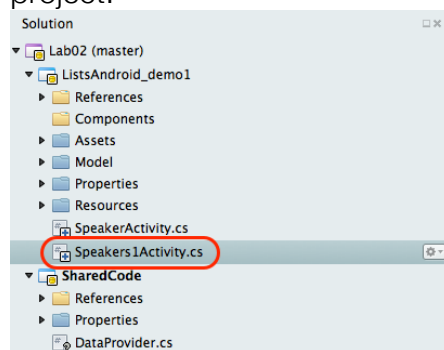 project.
Solution
Lab02 (master)
ListsAndroid_demo1
References
Components
Assets
Model
Properties
Resources
SpeakerActivity.cs
Speakers1Activity.cs
SharedCode
References
Properties
DataProvider.cs